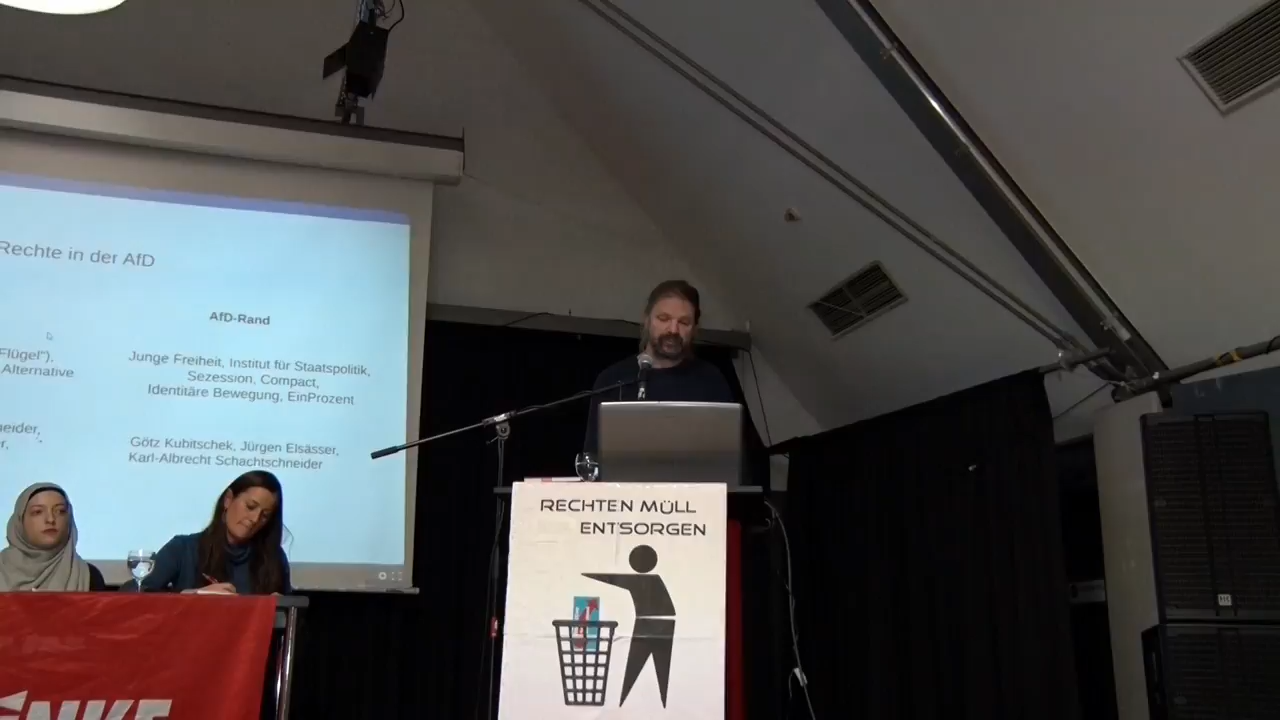 Rechte in der AfD
AfD-Rand
Flügel"),
Alternative
Junge Freiheit, Institut für Staatspolitik,
Sezession, Compact,
Identitäre Bewegung, EinProzent
neider,
r,
Götz Kubitschek, Jürgen Elsässer,
Karl-Albrecht Schachtschneider
RECHTEN MÜLL
ENTSORGEN
INKE